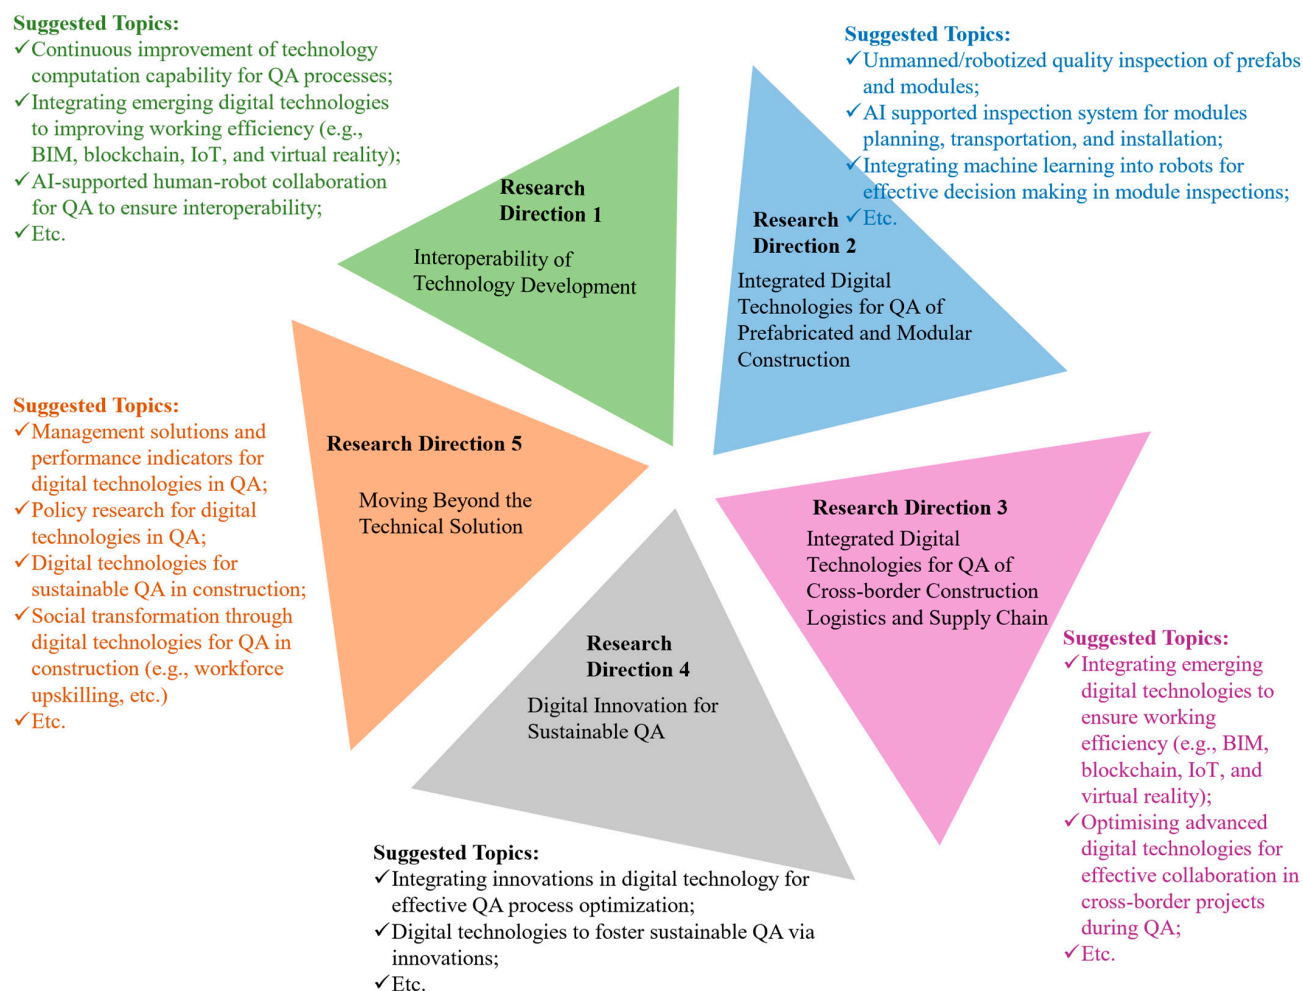 Suggested Topics:
✓Continuous improvement of technology
computation capability for QA processes;
✓Integrating emerging digital technologies
to improving working efficiency (e.g.,
BIM, blockchain, IoT, and virtual reality);
✓AI-supported human-robot collaboration
for QA to ensure interoperability;
✓Etc.
Research
Direction 1
Interoperability of
Technology Development
Suggested Topics:
✓Unmanned/robotized quality inspection of prefabs
and modules;
✓AI supported inspection system for modules
planning, transportation, and installation;
✓Integrating machine learning into robots for
effective decision making in module inspections;
✓Etc.
Research
Direction 2
Integrated Digital
Technologies for QA of
Prefabricated and Modular
Construction
Research Direction 3
Integrated Digital
Technologies for QA of
Cross-border Construction
Logistics and Supply Chain
Suggested Topics:
✓Integrating emerging
digital technologies to
ensure working
efficiency (e.g., BIM,
blockchain, IoT, and
virtual reality);
✓Optimising advanced
digital technologies for
effective collaboration in
cross-border projects
during QA;
✓Etc.
Research
Direction 4
Digital Innovation for
Sustainable QA
Suggested Topics:
✓Integrating innovations in digital technology for
effective QA process optimization;
✓Digital technologies to foster sustainable QA via
innovations;
✓Etc.
Research Direction 5
Moving Beyond the
Technical Solution
Suggested Topics:
✓Management solutions and
performance indicators for
digital technologies in QA;
✓Policy research for digital
technologies in QA;
✓Digital technologies for
sustainable QA in construction;
✓Social transformation through
digital technologies for QA in
construction (e.g., workforce
upskilling, etc.)
✓Etc.